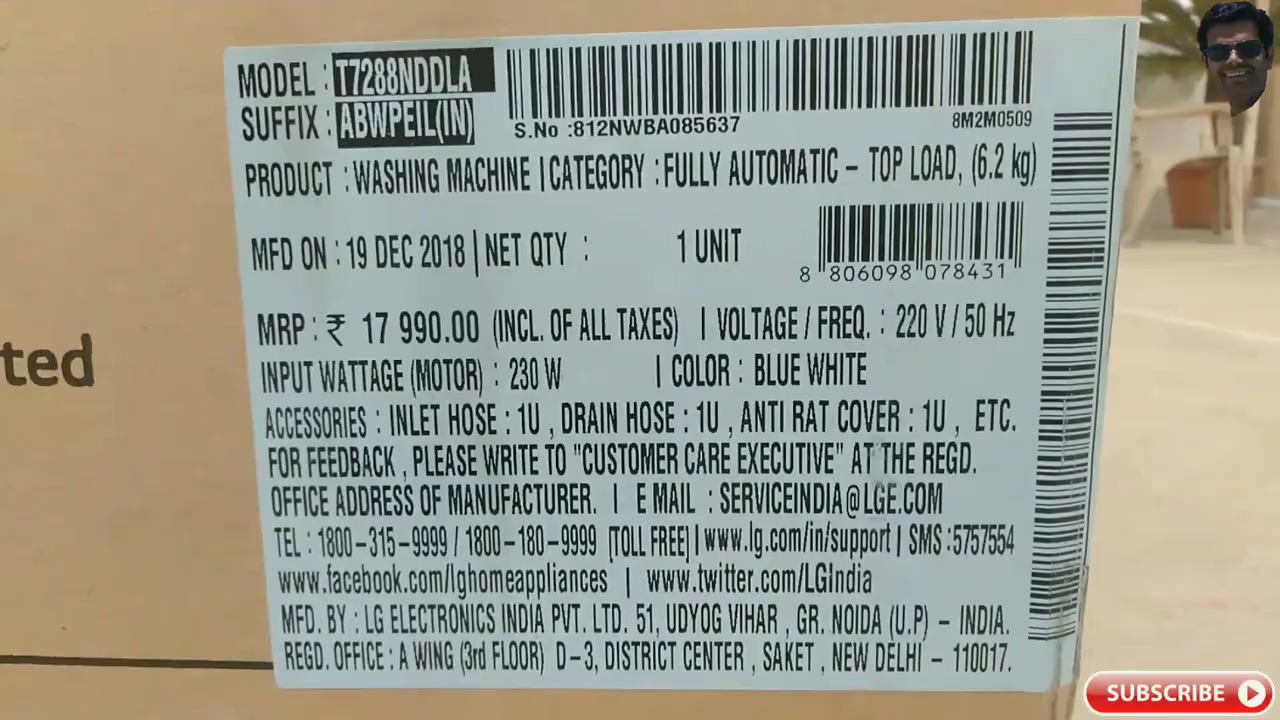 MODEL : T7288NDDLA
SUFFIX : ABWPEIL(IN)
S.No :812NWBA085637
8M2M0509
PRODUCT : WASHING MACHINE | CATEGORY : FULLY AUTOMATIC – TOP LOAD, (6.2 kg)
MFD ON : 19 DEC 2018 | NET QTY : 1 UNIT
8 806098 078431
MRP : ₹ 17 990.00 (INCL. OF ALL TAXES) | VOLTAGE / FREQ. : 220 V / 50 Hz
ted
INPUT WATTAGE (MOTOR) : 230 W | COLOR : BLUE WHITE
ACCESSORIES : INLET HOSE : 1U , DRAIN HOSE : 1U , ANTI RAT COVER : 1U , ETC.
FOR FEEDBACK , PLEASE WRITE TO "CUSTOMER CARE EXECUTIVE" AT THE REGD.
OFFICE ADDRESS OF MANUFACTURER. | E MAIL : SERVICEINDIA@LGE.COM
TEL : 1800–315–9999 / 1800–180–9999 [TOLL FREE] | www.lg.com/in/support | SMS :5757554
www.facebook.com/lghomeappliances | www.twitter.com/LGIndia
MFD. BY : LG ELECTRONICS INDIA PVT. LTD. 51, UDYOG VIHAR , GR. NOIDA (U.P) – INDIA.
REGD. OFFICE : A WING (3rd FLOOR) D–3, DISTRICT CENTER , SAKET , NEW DELHI – 110017.
SUBSCRIBE